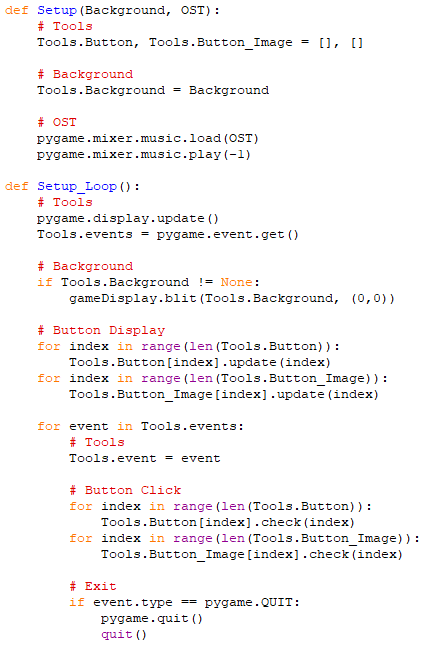 def Setup(Background, OST):
    # Tools
    Tools.Button, Tools.Button_Image = [], []

    # Background
    Tools.Background = Background

    # OST
    pygame.mixer.music.load(OST)
    pygame.mixer.music.play(-1)

def Setup_Loop():
    # Tools
    pygame.display.update()
    Tools.events = pygame.event.get()

    # Background
    if Tools.Background != None:
        gameDisplay.blit(Tools.Background, (0,0))

    # Button Display
    for index in range(len(Tools.Button)):
        Tools.Button[index].update(index)
    for index in range(len(Tools.Button_Image)):
        Tools.Button_Image[index].update(index)

    for event in Tools.events:
        # Tools
        Tools.event = event

        # Button Click
        for index in range(len(Tools.Button)):
            Tools.Button[index].check(index)
        for index in range(len(Tools.Button_Image)):
            Tools.Button_Image[index].check(index)

        # Exit
        if event.type == pygame.QUIT:
            pygame.quit()
            quit()